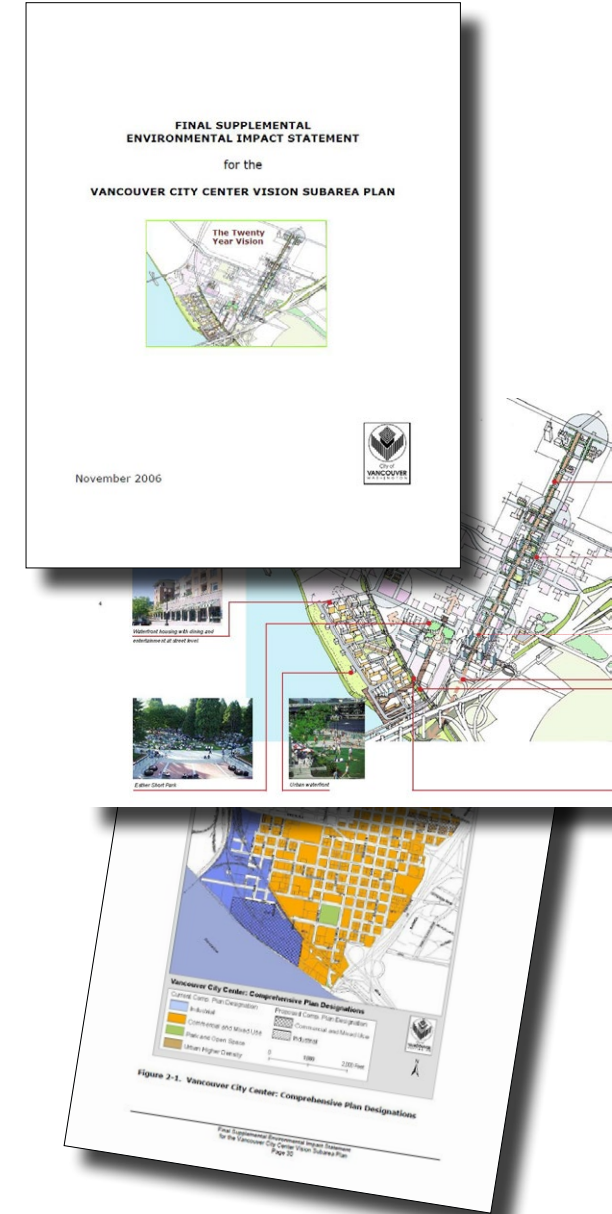 FINAL SUPPLEMENTAL
ENVIRONMENTAL IMPACT STATEMENT
for the
VANCOUVER CITY CENTER VISION SUBAREA PLAN
The Twenty
Year Vision
City of
VANCOUVER
WASHINGTON
November 2006
4
Waterfront housing with dining and
entertainment at street level
Esther Short Park
Urban waterfront
Vancouver City Center: Comprehensive Plan Designations
Current Comp. Plan Designation
Industrial
Commercial and Mixed Use
Parks and Open Space
Urban Higher Density
Proposed Comp. Plan Designation
Commercial and Mixed Use
Industrial
0 1,000 2,000 Feet
VANCOUVER
Figure 2-1. Vancouver City Center: Comprehensive Plan Designations
Final Supplemental Environmental Impact Statement
for the Vancouver City Center Vision Subarea Plan
Page 30